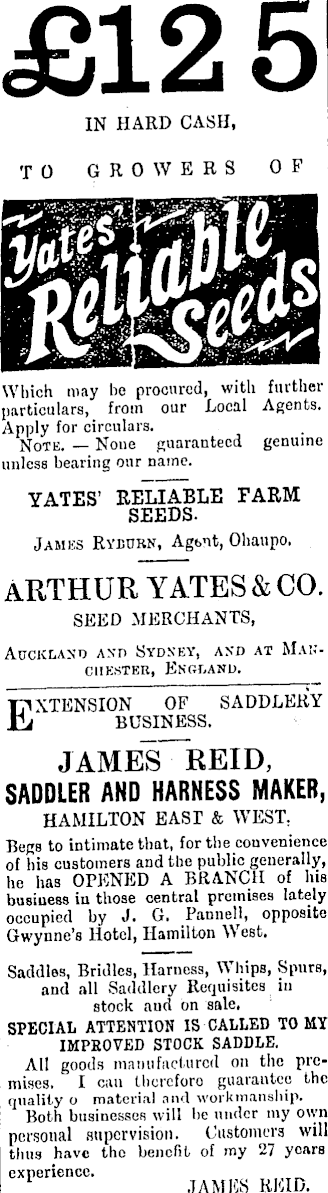 £125
IN HARD CASH,
TO GROWERS OF
Yates'
Reliable
Seeds
Which may be procured, with further
particulars, from our Local Agents.
Apply for circulars.
NOTE. — None guaranteed genuine
unless bearing our name.
YATES' RELIABLE FARM
SEEDS.
JAMES RYBURN, Agent, Ohaupo.
ARTHUR YATES & CO.
SEED MERCHANTS,
AUCKLAND AND SYDNEY, AND AT MAN-
CHESTER, ENGLAND.
EXTENSION OF SADDLERY
BUSINESS.
JAMES REID,
SADDLER AND HARNESS MAKER,
HAMILTON EAST & WEST,
Begs to intimate that, for the convenience
of his customers and the public generally,
he has OPENED A BRANCH of his
business in those central premises lately
occupied by J. G. Pannell, opposite
Gwynne's Hotel, Hamilton West.
Saddles, Bridles, Harness, Whips, Spurs,
and all Saddlery Requisites in
stock and on sale.
SPECIAL ATTENTION IS CALLED TO MY
IMPROVED STOCK SADDLE.
All goods manufactured on the pre-
mises. I can therefore guarantee the
quality o material and workmanship.
Both businesses will be under my own
personal supervision. Customers will
thus have the benefit of my 27 years
experience.
JAMES REID.